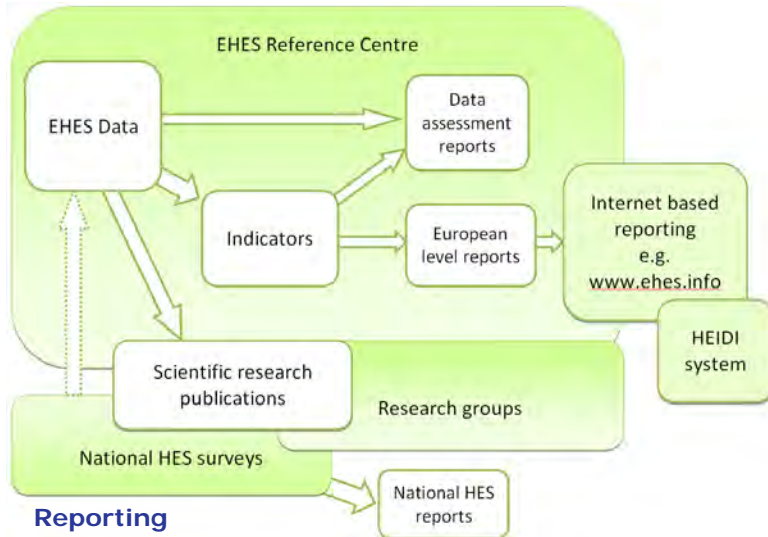 EHES Reference Centre
EHES Data
Data
assessment
reports
Indicators
European
level reports
Internet based
reporting
e.g.
www.ehes.info
HEIDI
system
Scientific research
publications
Research groups
National HES surveys
National HES
reports
Reporting